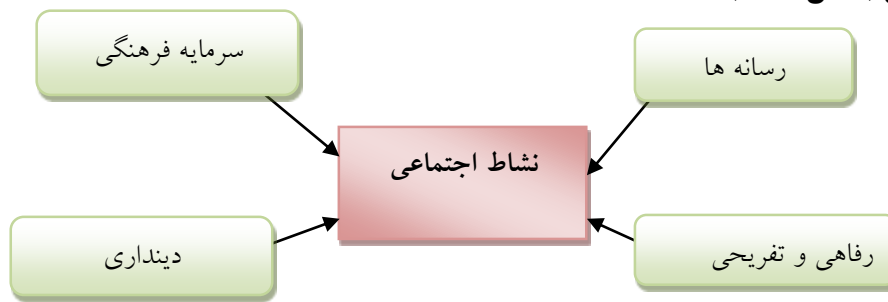 رسانه ها
سرمایه فرهنگی
نشاط اجتماعی
رفاهی و تفریحی
دینداری